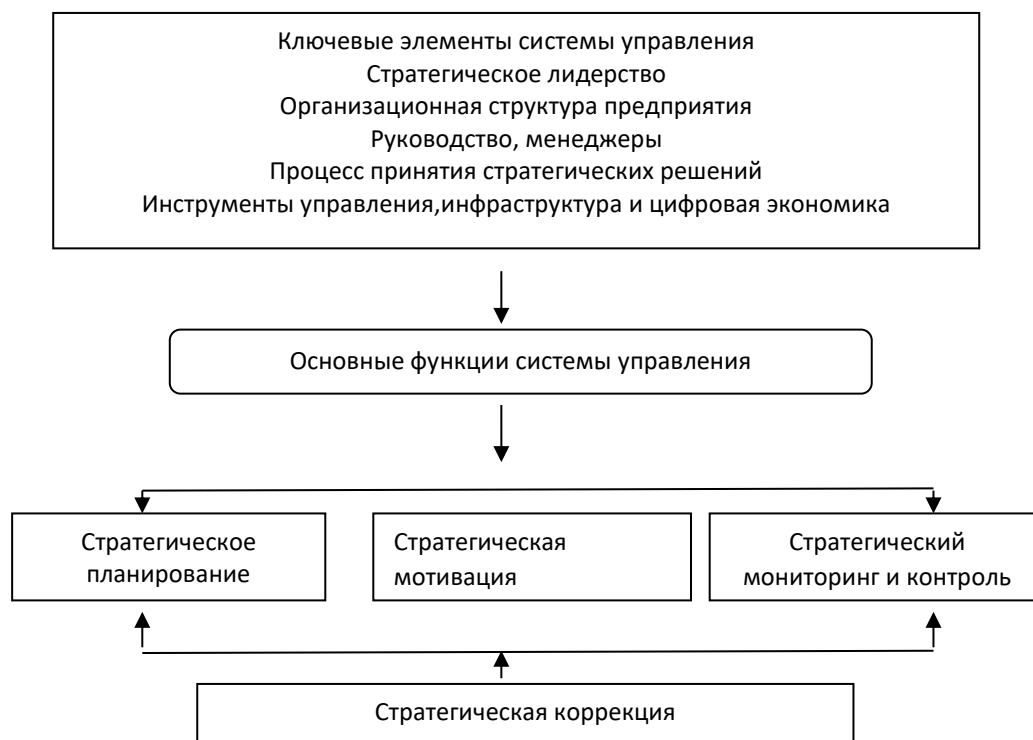 Ключевые элементы системы управления
Стратегическое лидерство
Организационная структура предприятия
Руководство, менеджеры
Процесс принятия стратегических решений
Инструменты управления,инфраструктура и цифровая экономика
Основные функции системы управления
Стратегическое
планирование
Стратегическая
мотивация
Стратегический
мониторинг и контроль
Стратегическая коррекция